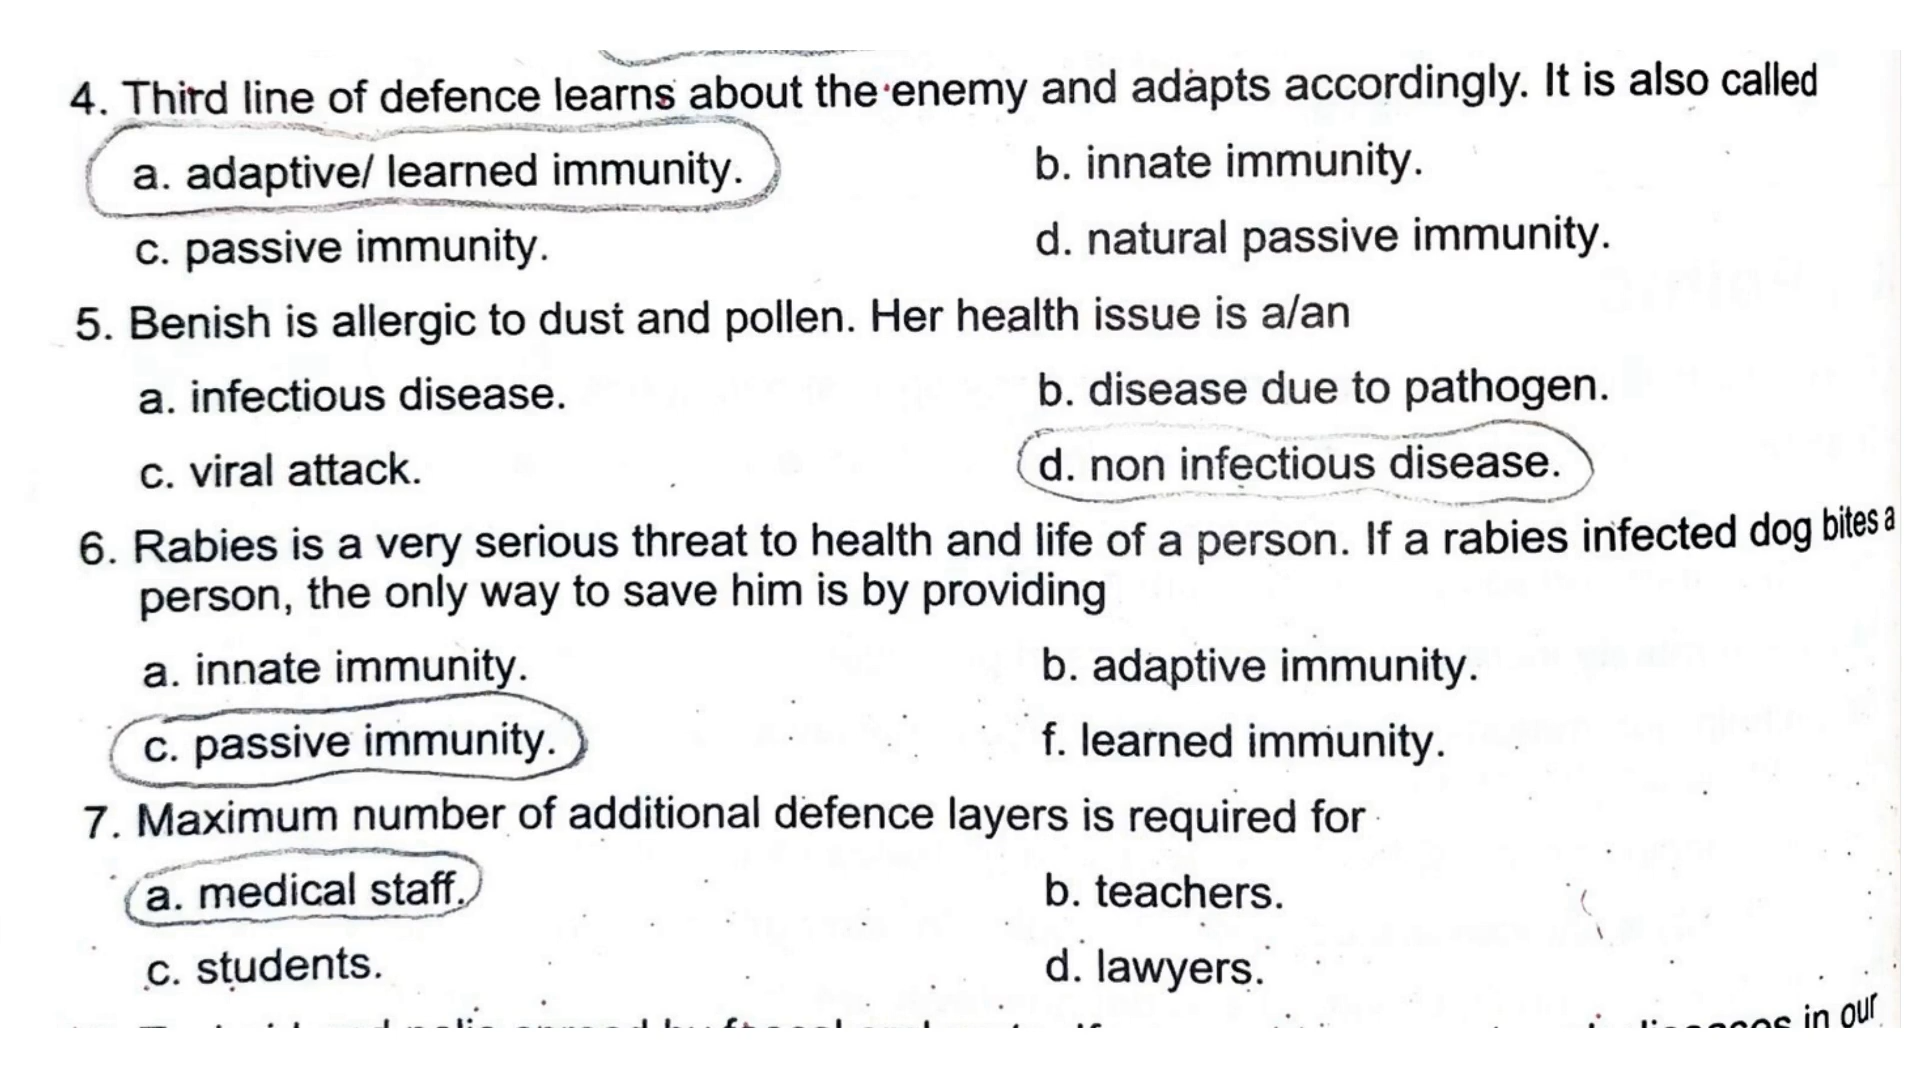 4. Third line of defence learns about the enemy and adapts accordingly. It is also called
a. adaptive/ learned immunity.
b. innate immunity.
c. passive immunity.
d. natural passive immunity.
5. Benish is allergic to dust and pollen. Her health issue is a/an
a. infectious disease.
b. disease due to pathogen.
c. viral attack.
d. non infectious disease.
6. Rabies is a very serious threat to health and life of a person. If a rabies infected dog bites a
person, the only way to save him is by providing
a. innate immunity.
b. adaptive immunity.
c. passive immunity.
f. learned immunity.
7. Maximum number of additional defence layers is required for
a. medical staff.
b. teachers.
c. students.
d. lawyers.
in our